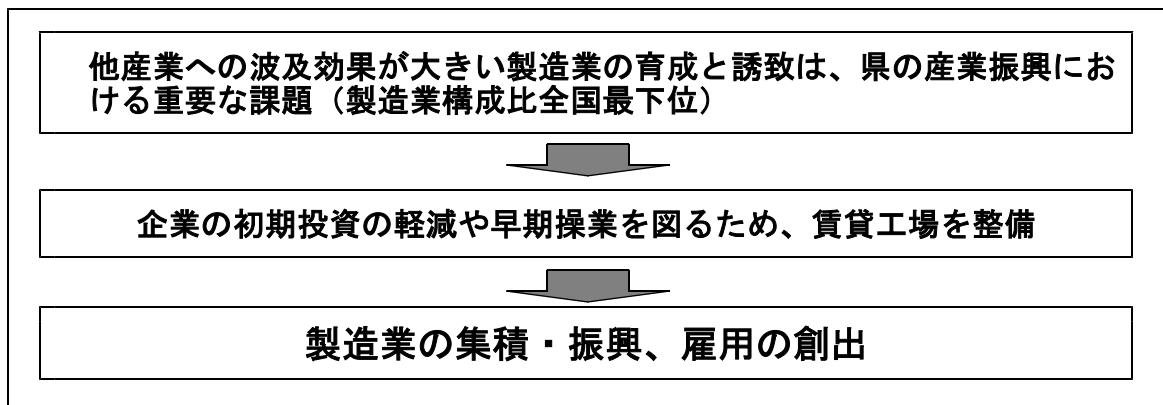 他産業への波及効果が大きい製造業の育成と誘致は、県の産業振興にお
ける重要な課題（製造業構成比全国最下位）
企業の初期投資の軽減や早期操業を図るため、賃貸工場を整備
製造業の集積・振興、雇用の創出